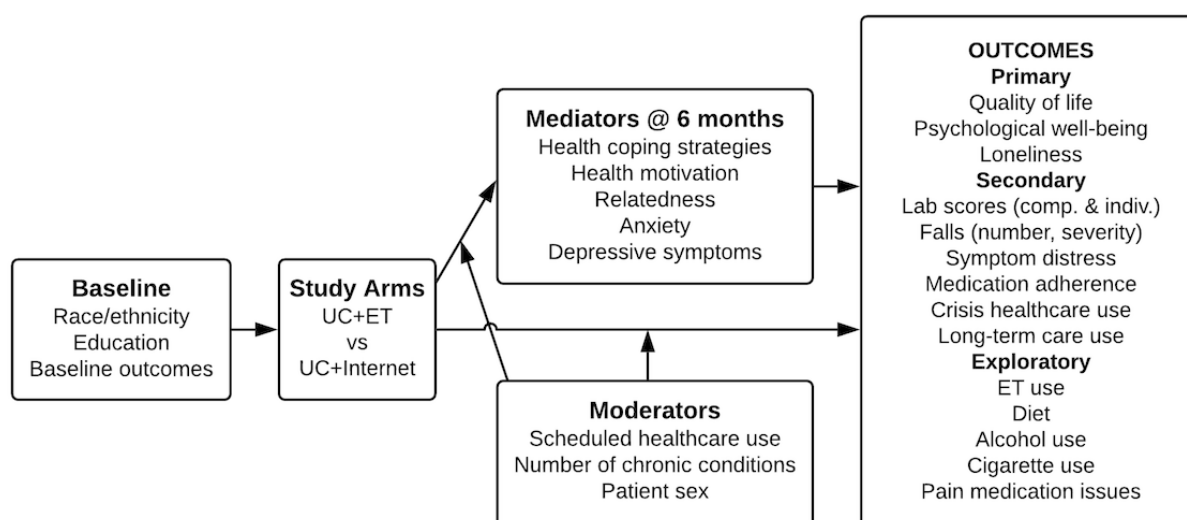 Baseline
Race/ethnicity
Education
Baseline outcomes
Study Arms
UC+ET
vs
UC+Internet
Mediators @ 6 months
Health coping strategies
Health motivation
Relatedness
Anxiety
Depressive symptoms
Moderators
Scheduled healthcare use
Number of chronic conditions
Patient sex
OUTCOMES
Primary
Quality of life
Psychological well-being
Loneliness
Secondary
Lab scores (comp. & indiv.)
Falls (number, severity)
Symptom distress
Medication adherence
Crisis healthcare use
Long-term care use
Exploratory
ET use
Diet
Alcohol use
Cigarette use
Pain medication issues